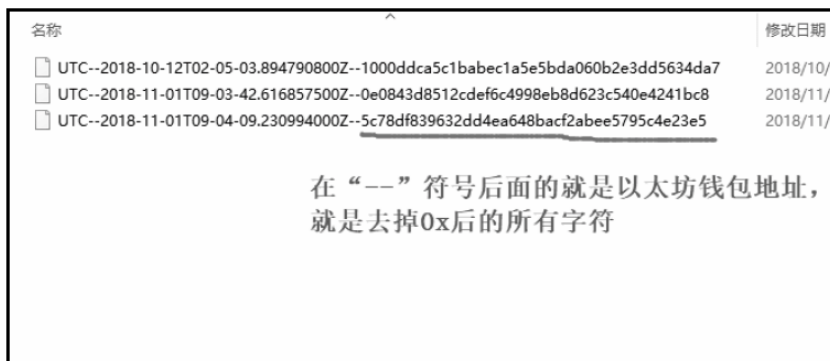 名称 修改日期
UTC--2018-10-12T02-05-03.894790800Z--1000ddca5c1babec1a5e5bda060b2e3dd5634da7 2018/10/
UTC--2018-11-01T09-03-42.616857500Z--0e0843d8512cdef6c4998eb8d623c540e4241bc8 2018/11/
UTC--2018-11-01T09-04-09.230994000Z--5c78df839632dd4ea648bacf2abee5795c4e23e5 2018/11/
在“--”符号后面的就是以太坊钱包地址，
就是去掉0x后的所有字符